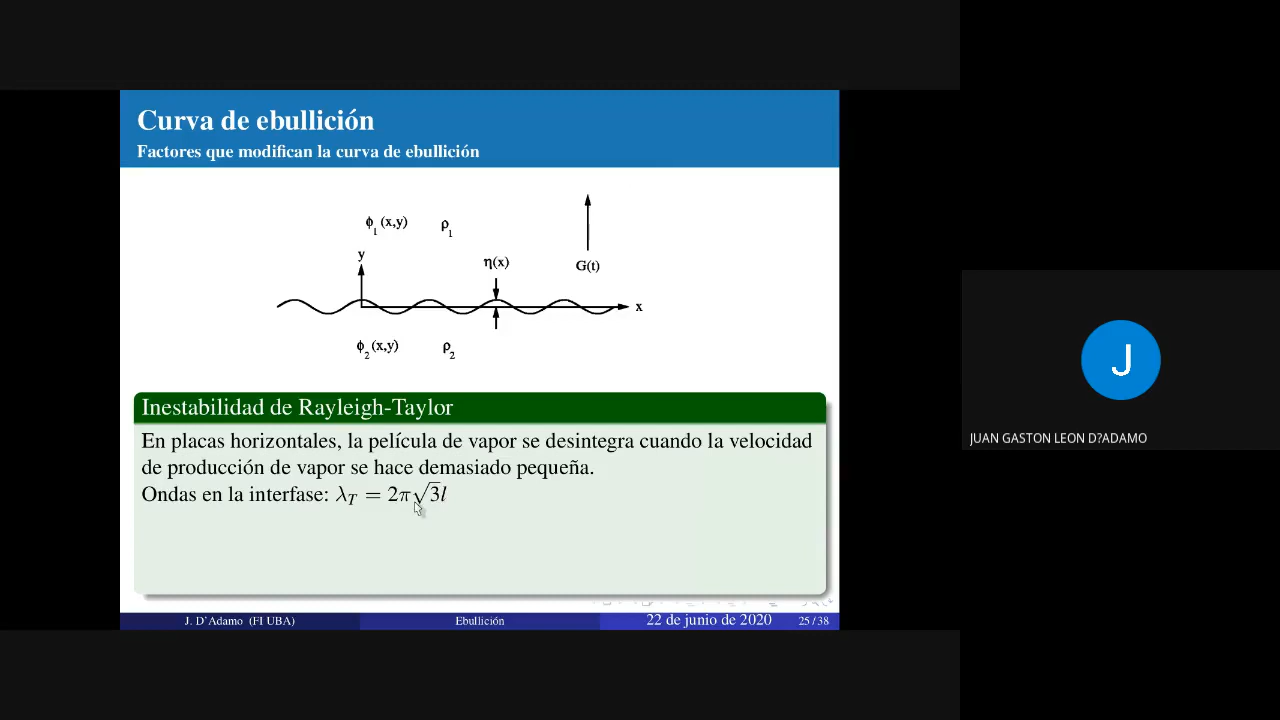 Curva de ebullición
Factores que modifican la curva de ebullición
ϕ1(x,y) ρ1
y
η(x)
G(t)
x
ϕ2(x,y) ρ2
Inestabilidad de Rayleigh-Taylor
En placas horizontales, la película de vapor se desintegra cuando la velocidad
de producción de vapor se hace demasiado pequeña.
Ondas en la interfase: λT = 2π√3l
J. D'Adamo (FI UBA) Ebullición 22 de junio de 2020 25 / 38
J
JUAN GASTON LEON D?ADAMO